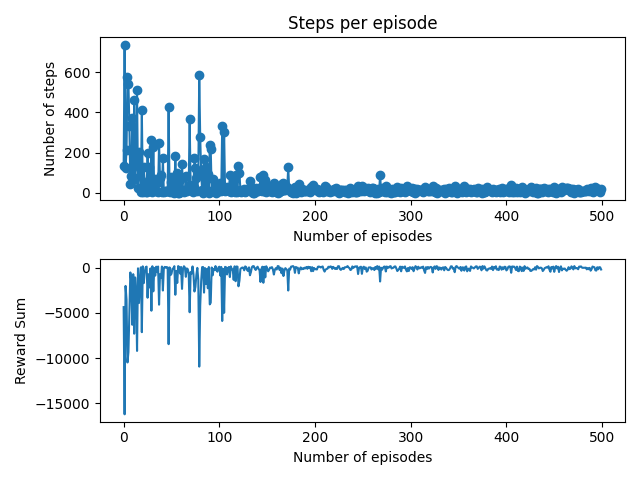 Steps per episode
Number of steps
600
400
200
0
0 100 200 300 400 500
Number of episodes
Reward Sum
0
−5000
−10000
−15000
0 100 200 300 400 500
Number of episodes